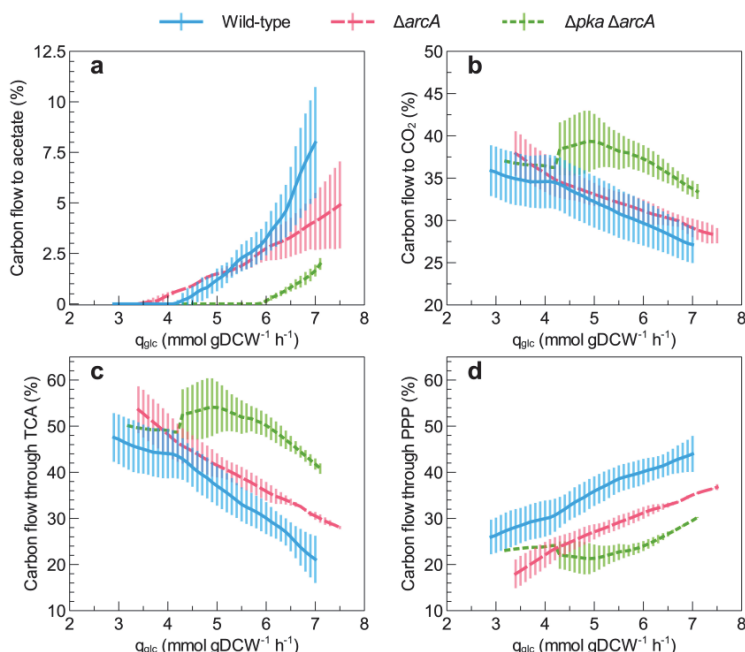 Wild-type ΔarcA Δpka ΔarcA
a
Carbon flow to acetate (%)
12.5
10
7.5
5
2.5
0
2 3 4 5 6 7 8
qglc (mmol gDCW⁻¹ h⁻¹)
b
Carbon flow to CO₂ (%)
50
45
40
35
30
25
20
2 3 4 5 6 7 8
qglc (mmol gDCW⁻¹ h⁻¹)
c
Carbon flow through TCA (%)
60
50
40
30
20
10
2 3 4 5 6 7 8
qglc (mmol gDCW⁻¹ h⁻¹)
d
Carbon flow through PPP (%)
60
50
40
30
20
10
2 3 4 5 6 7 8
qglc (mmol gDCW⁻¹ h⁻¹)